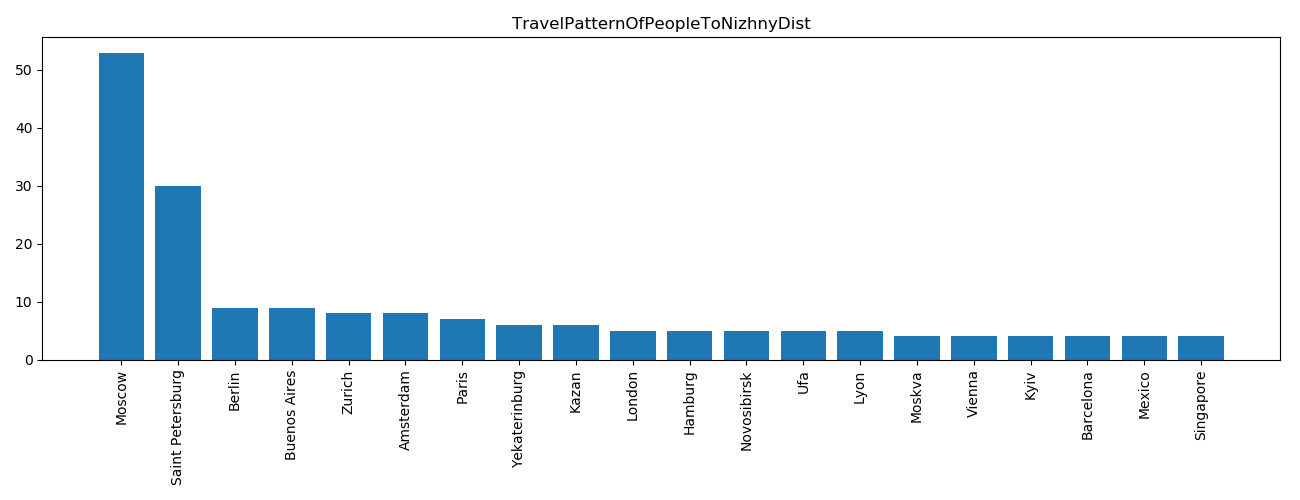 TravelPatternOfPeopleToNizhnyDist
50
40
30
20
10
0
Moscow
Saint Petersburg
Berlin
Buenos Aires
Zurich
Amsterdam
Paris
Yekaterinburg
Kazan
London
Hamburg
Novosibirsk
Ufa
Lyon
Moskva
Vienna
Kyiv
Barcelona
Mexico
Singapore